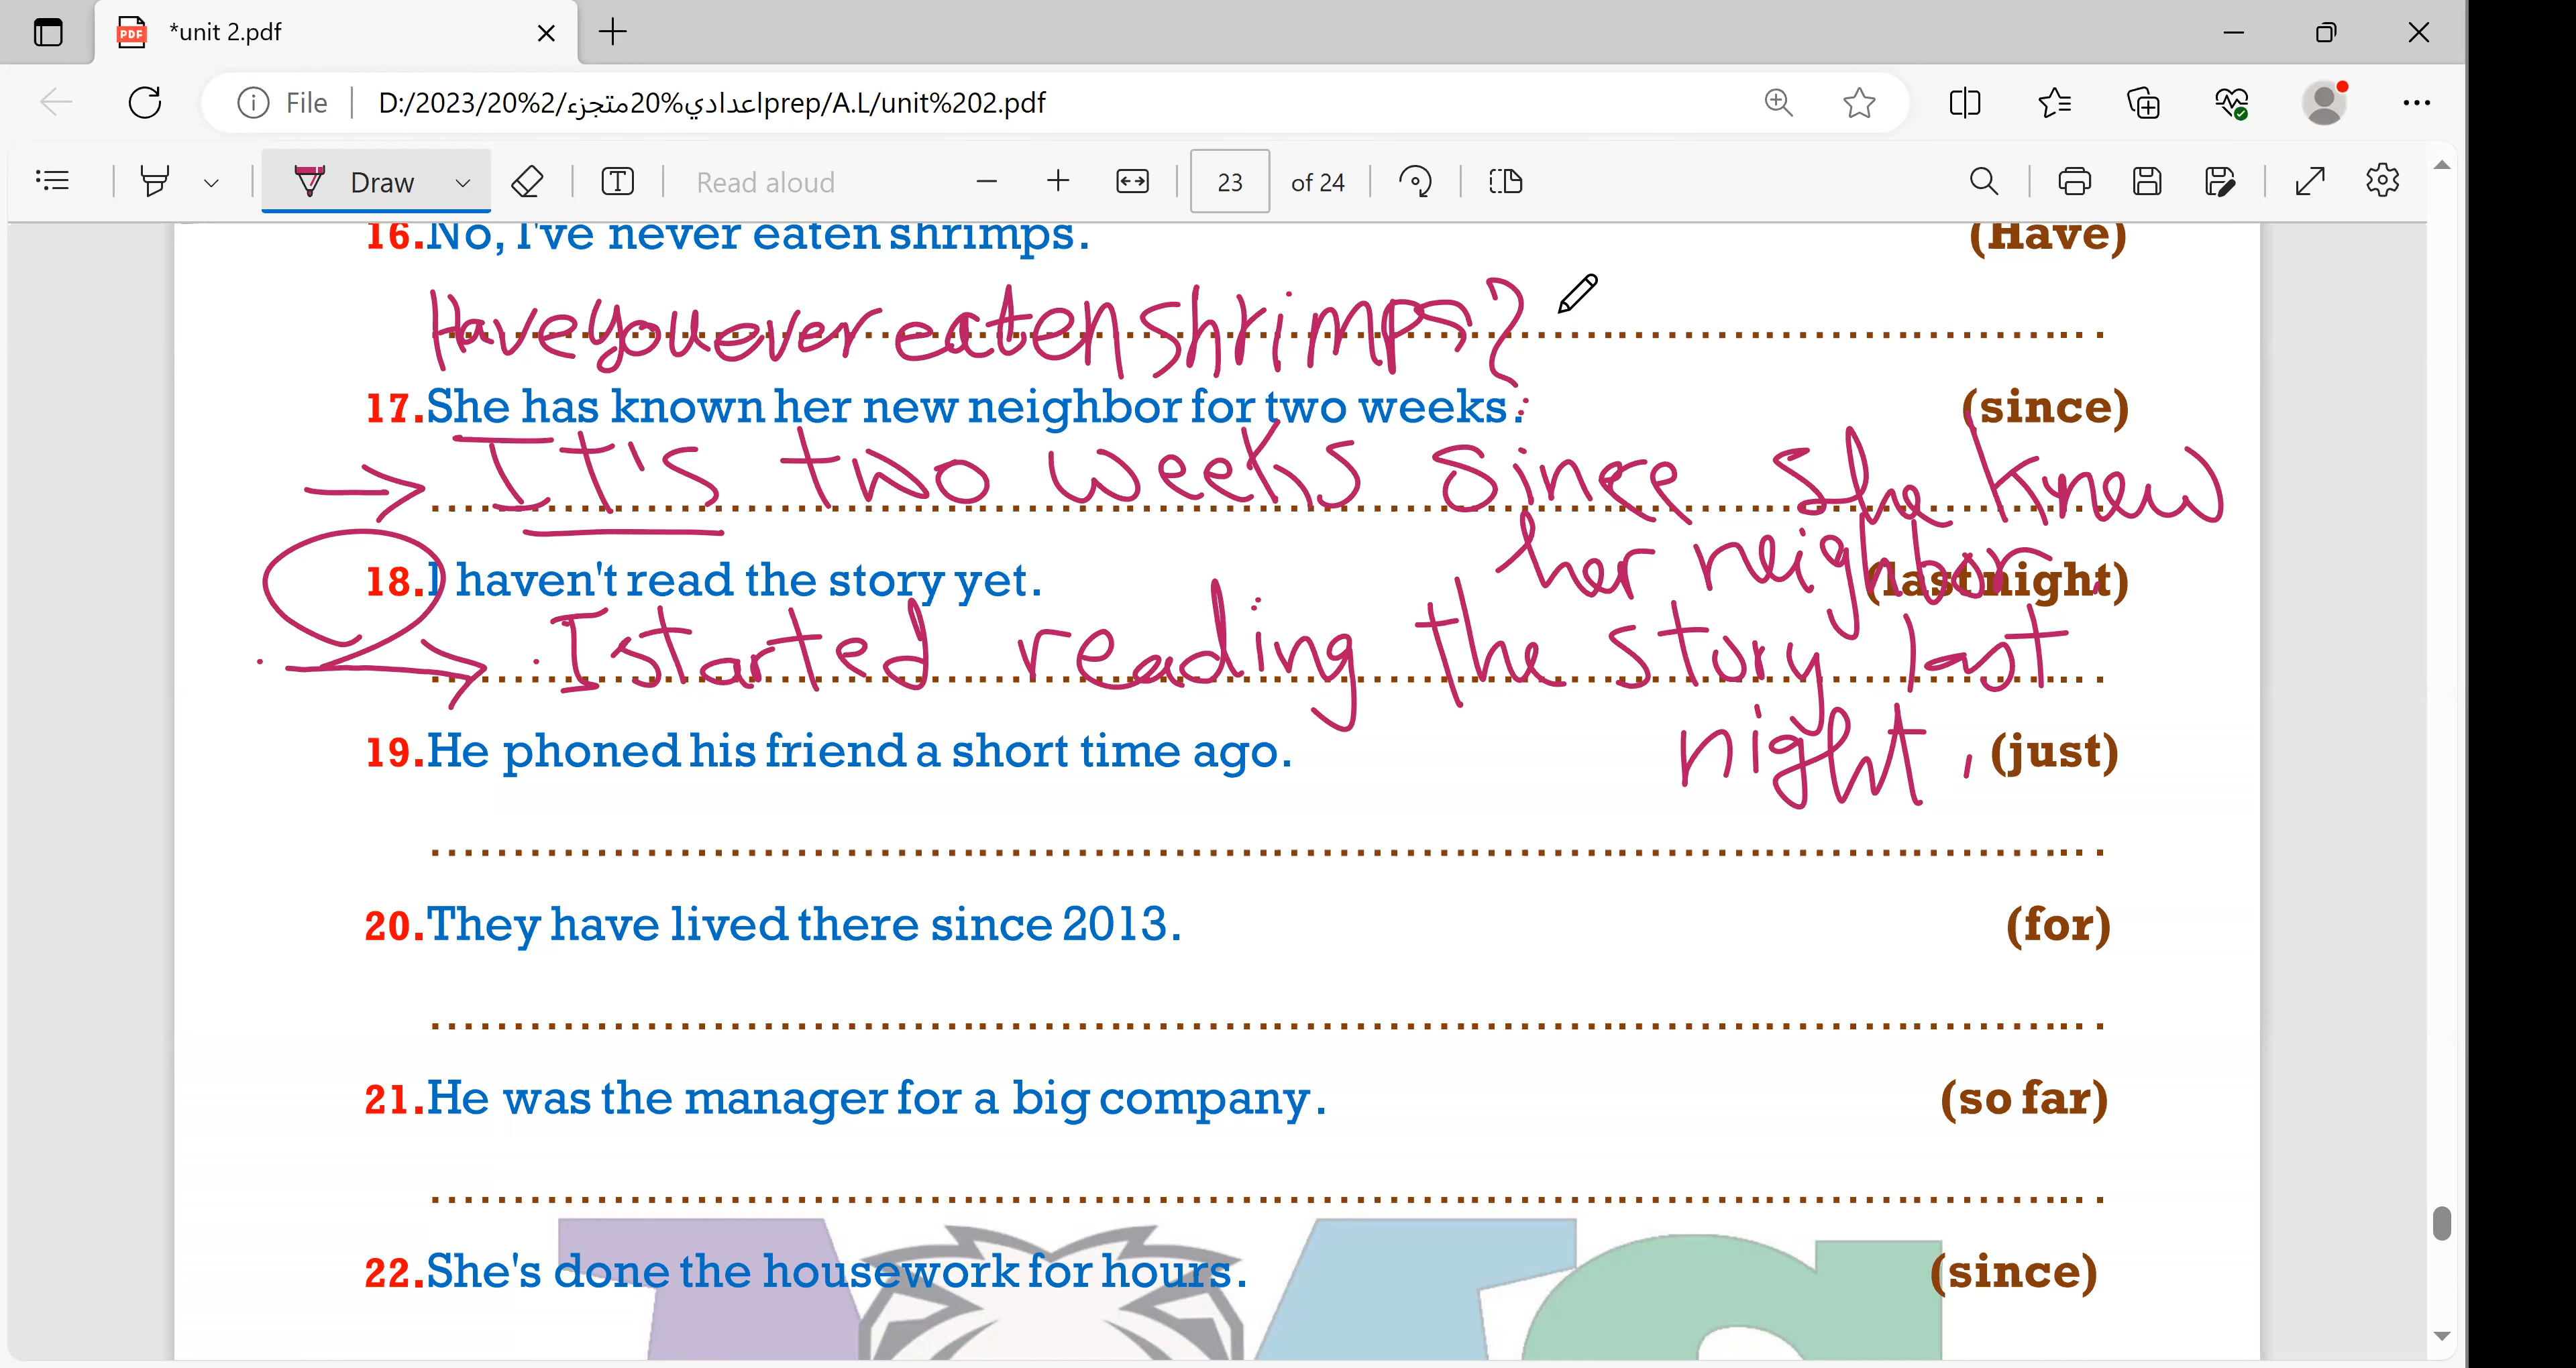 *unit 2.pdf
File
D:/2023/20%2/متجزء20%اعدادي/prep/A.L/unit%202.pdf
Draw
Read aloud
23 of 24
16.No, I've never eaten shrimps. (Have)
Have you ever eaten shrimps?
17.She has known her new neighbor for two weeks. (since)
It's two weeks since she knew
her neighbor.
18.I haven't read the story yet. (last night)
I started reading the story last
night.
19.He phoned his friend a short time ago. (just)
20.They have lived there since 2013. (for)
21.He was the manager for a big company. (so far)
22.She's done the housework for hours. (since)